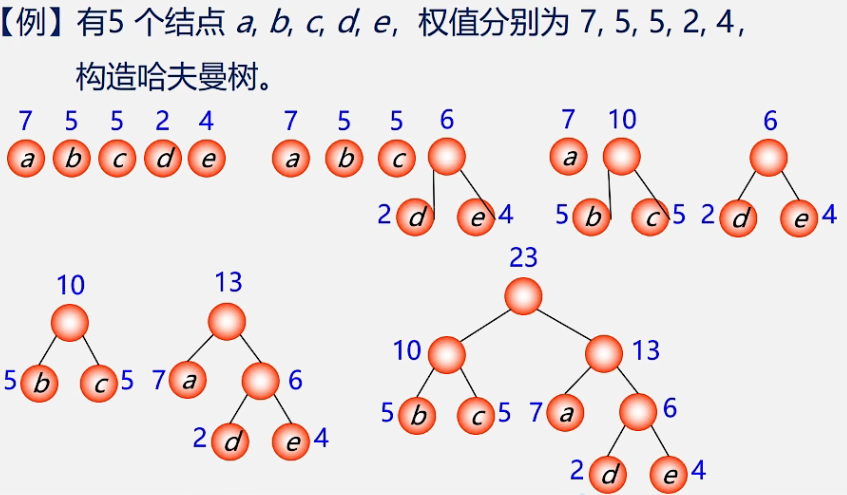 【例】有5 个结点 a, b, c, d, e, 权值分别为 7, 5, 5, 2, 4,
构造哈夫曼树。
7 5 5 2 4
a b c d e
7 5 5 6
a b c
2 d e 4
7 10
a
5 b c 5
6
2 d e 4
10
5 b c 5
13
7 a 6
2 d e 4
23
10 13
5 b c 5 7 a 6
2 d e 4